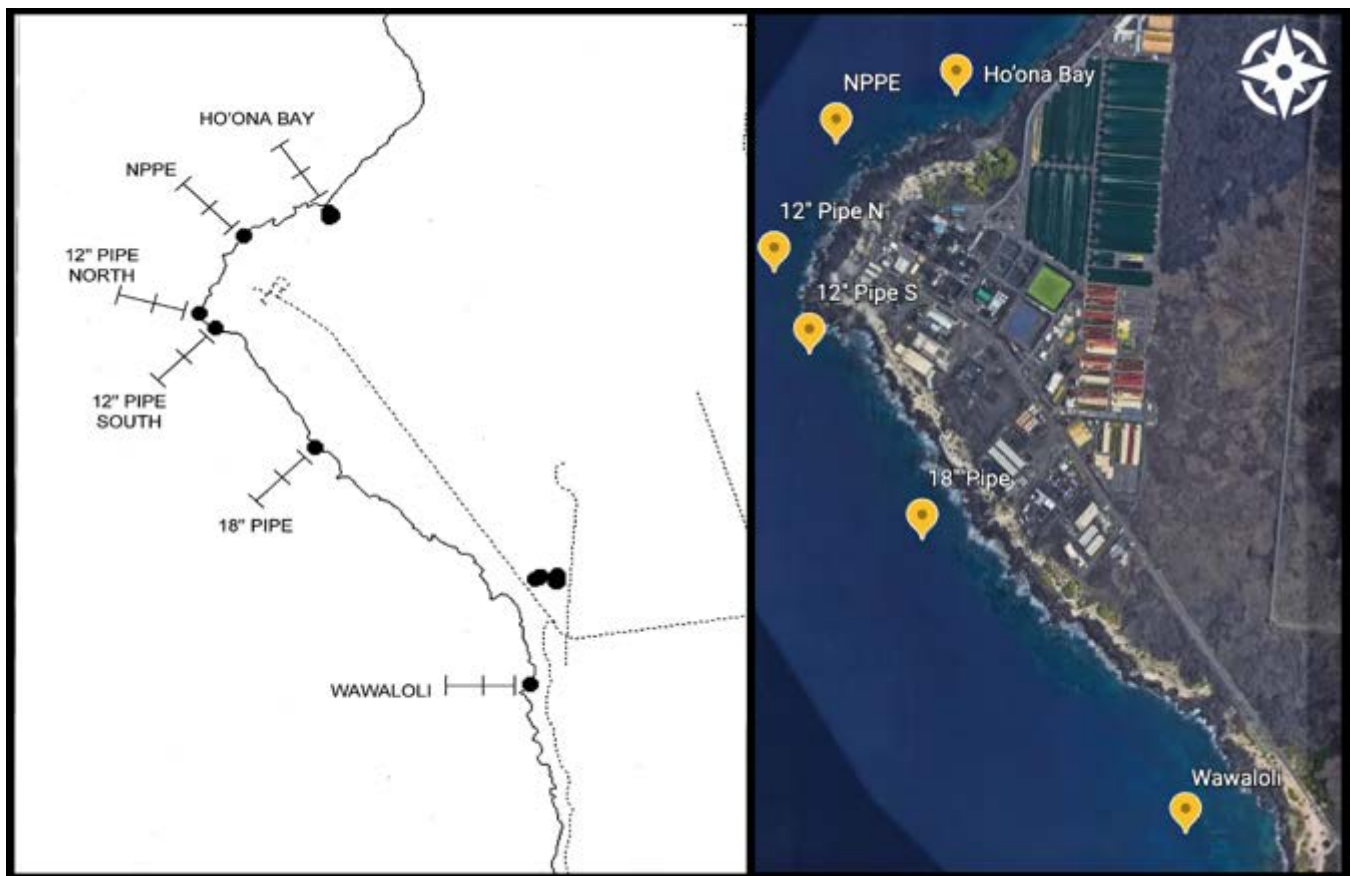 HO'ONA BAY
NPPE
12" PIPE
NORTH
12" PIPE
SOUTH
18" PIPE
WAWALOLI
Ho'ona Bay
NPPE
12" Pipe N
12" Pipe S
18" Pipe
Wawaloli